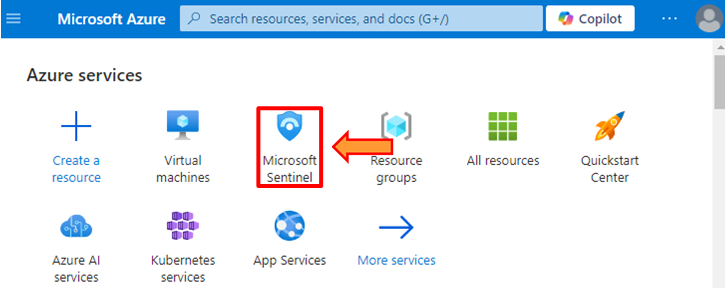 Microsoft Azure
Search resources, services, and docs (G+/)
Copilot
...
Azure services
Create a
resource
Virtual
machines
Microsoft
Sentinel
Resource
groups
All resources
Quickstart
Center
Azure AI
services
Kubernetes
services
App Services
More services